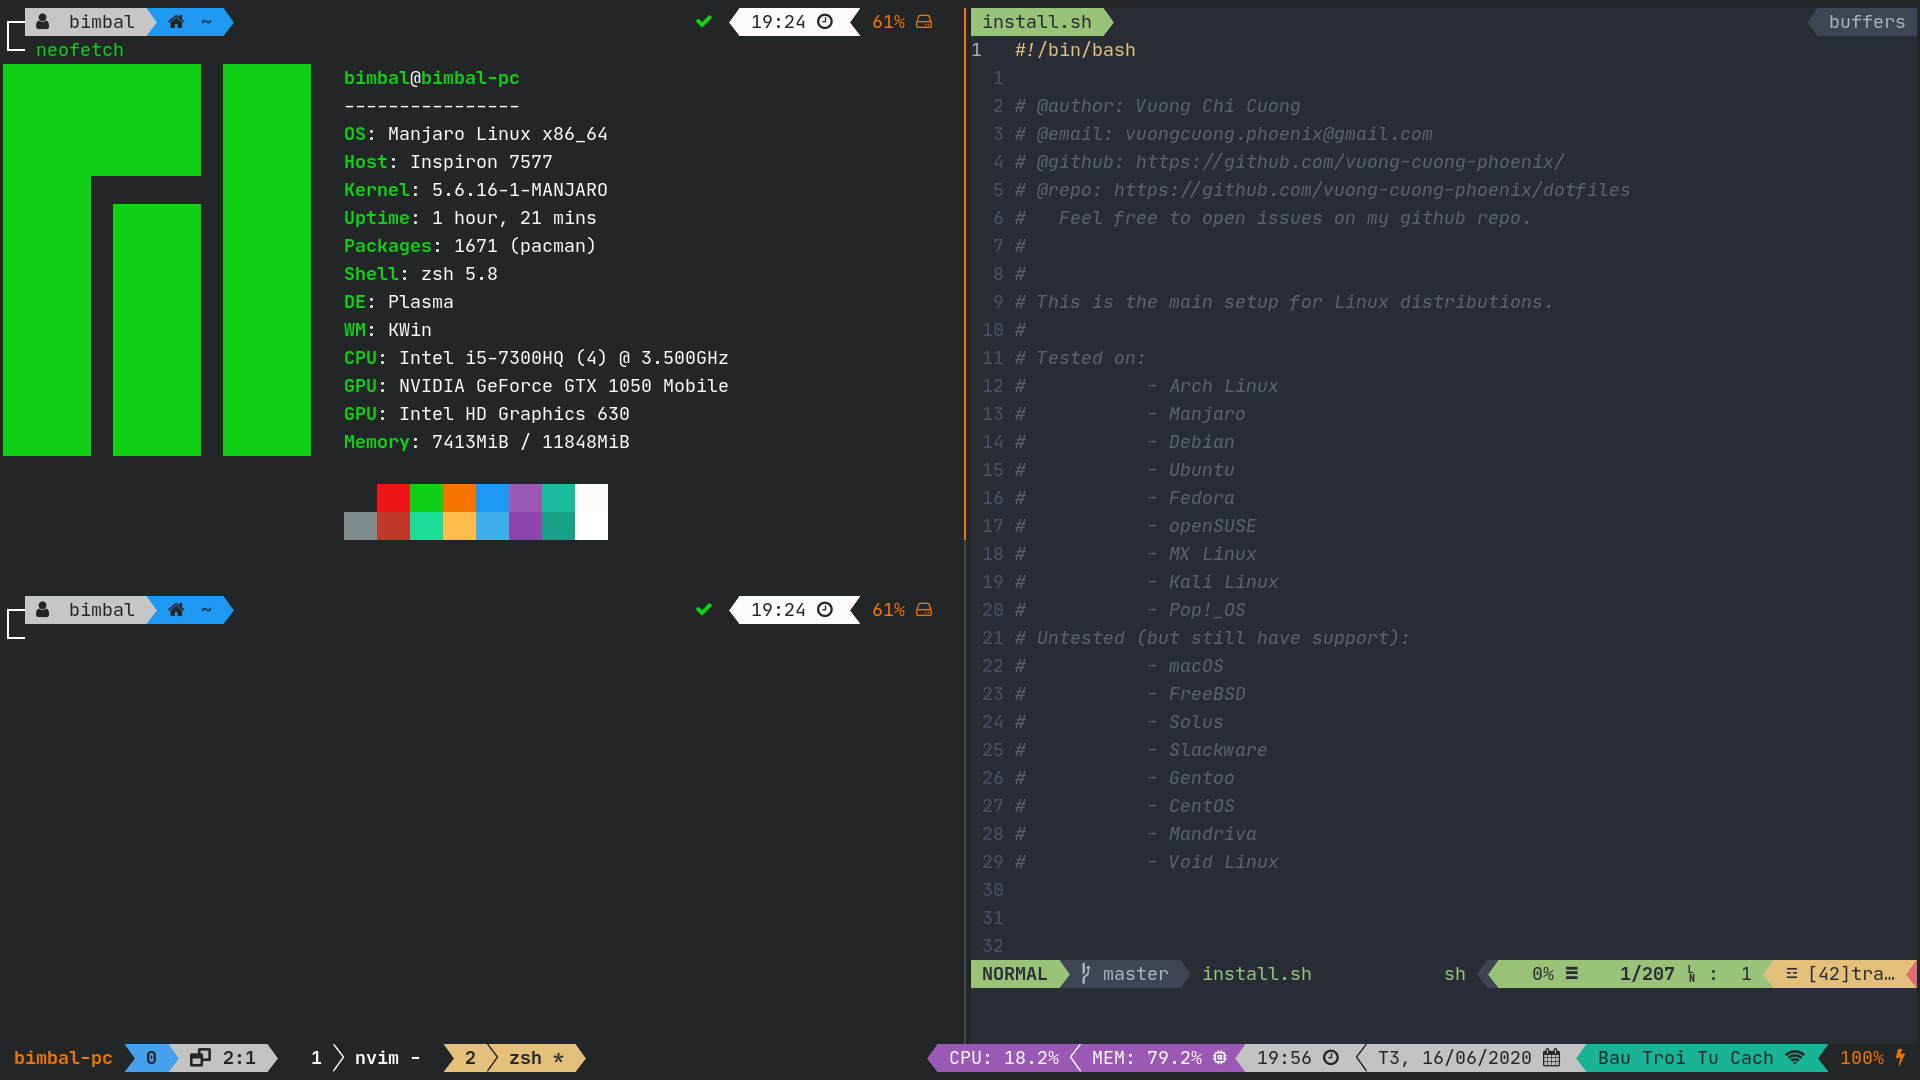 bimbal ~ 19:24 61%
neofetch
bimbal@bimbal-pc
----------------
OS: Manjaro Linux x86_64
Host: Inspiron 7577
Kernel: 5.6.16-1-MANJARO
Uptime: 1 hour, 21 mins
Packages: 1671 (pacman)
Shell: zsh 5.8
DE: Plasma
WM: KWin
CPU: Intel i5-7300HQ (4) @ 3.500GHz
GPU: NVIDIA GeForce GTX 1050 Mobile
GPU: Intel HD Graphics 630
Memory: 7413MiB / 11848MiB
bimbal ~ 19:24 61%
install.sh buffers
1 #!/bin/bash
1
2 # @author: Vuong Chi Cuong
3 # @email: vuongcuong.phoenix@gmail.com
4 # @github: https://github.com/vuong-cuong-phoenix/
5 # @repo: https://github.com/vuong-cuong-phoenix/dotfiles
6 #   Feel free to open issues on my github repo.
7 #
8 #
9 # This is the main setup for Linux distributions.
10 #
11 # Tested on:
12 #           - Arch Linux
13 #           - Manjaro
14 #           - Debian
15 #           - Ubuntu
16 #           - Fedora
17 #           - openSUSE
18 #           - MX Linux
19 #           - Kali Linux
20 #           - Pop!_OS
21 # Untested (but still have support):
22 #           - macOS
23 #           - FreeBSD
24 #           - Solus
25 #           - Slackware
26 #           - Gentoo
27 #           - CentOS
28 #           - Mandriva
29 #           - Void Linux
30
31
32
NORMAL master install.sh sh 0% 1/207 LN : 1 [42]tra…
bimbal-pc 0 2:1 1 nvim - 2 zsh * CPU: 18.2% MEM: 79.2% 19:56 T3, 16/06/2020 Bau Troi Tu Cach 100%